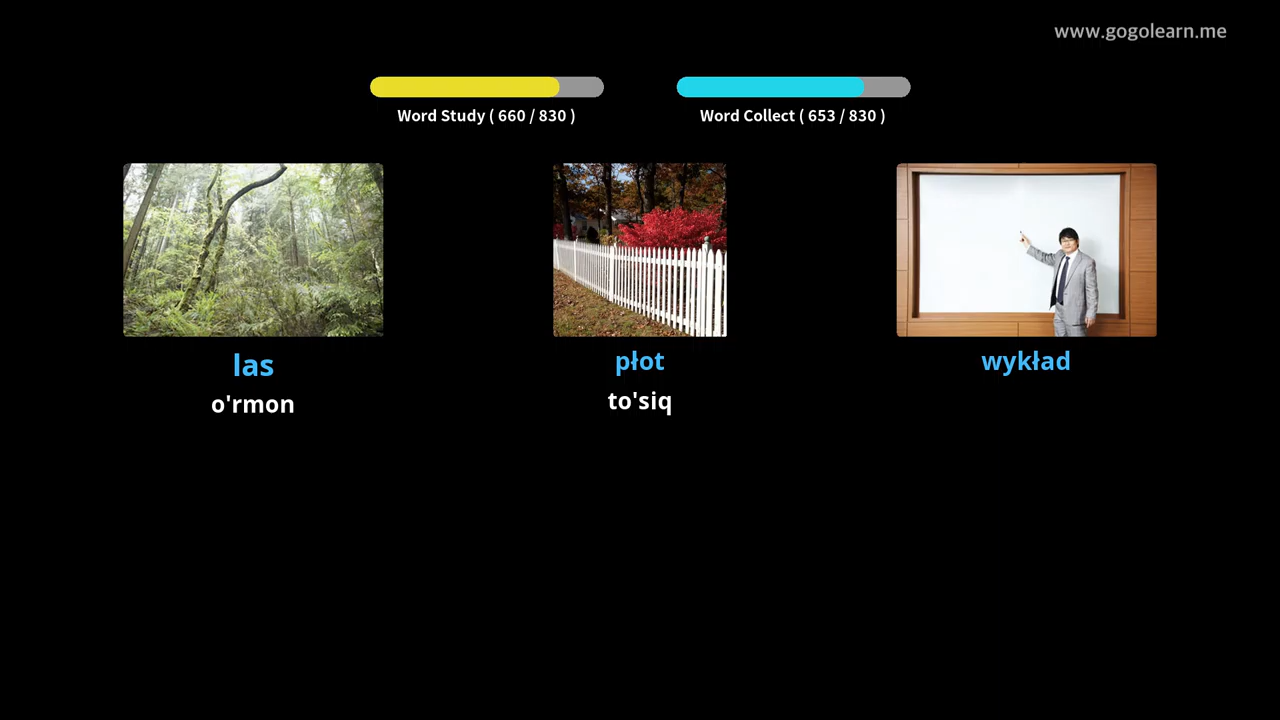 www.gogolearn.me
Word Study ( 660 / 830 )
Word Collect ( 653 / 830 )
las
płot
wykład
o'rmon
to'siq